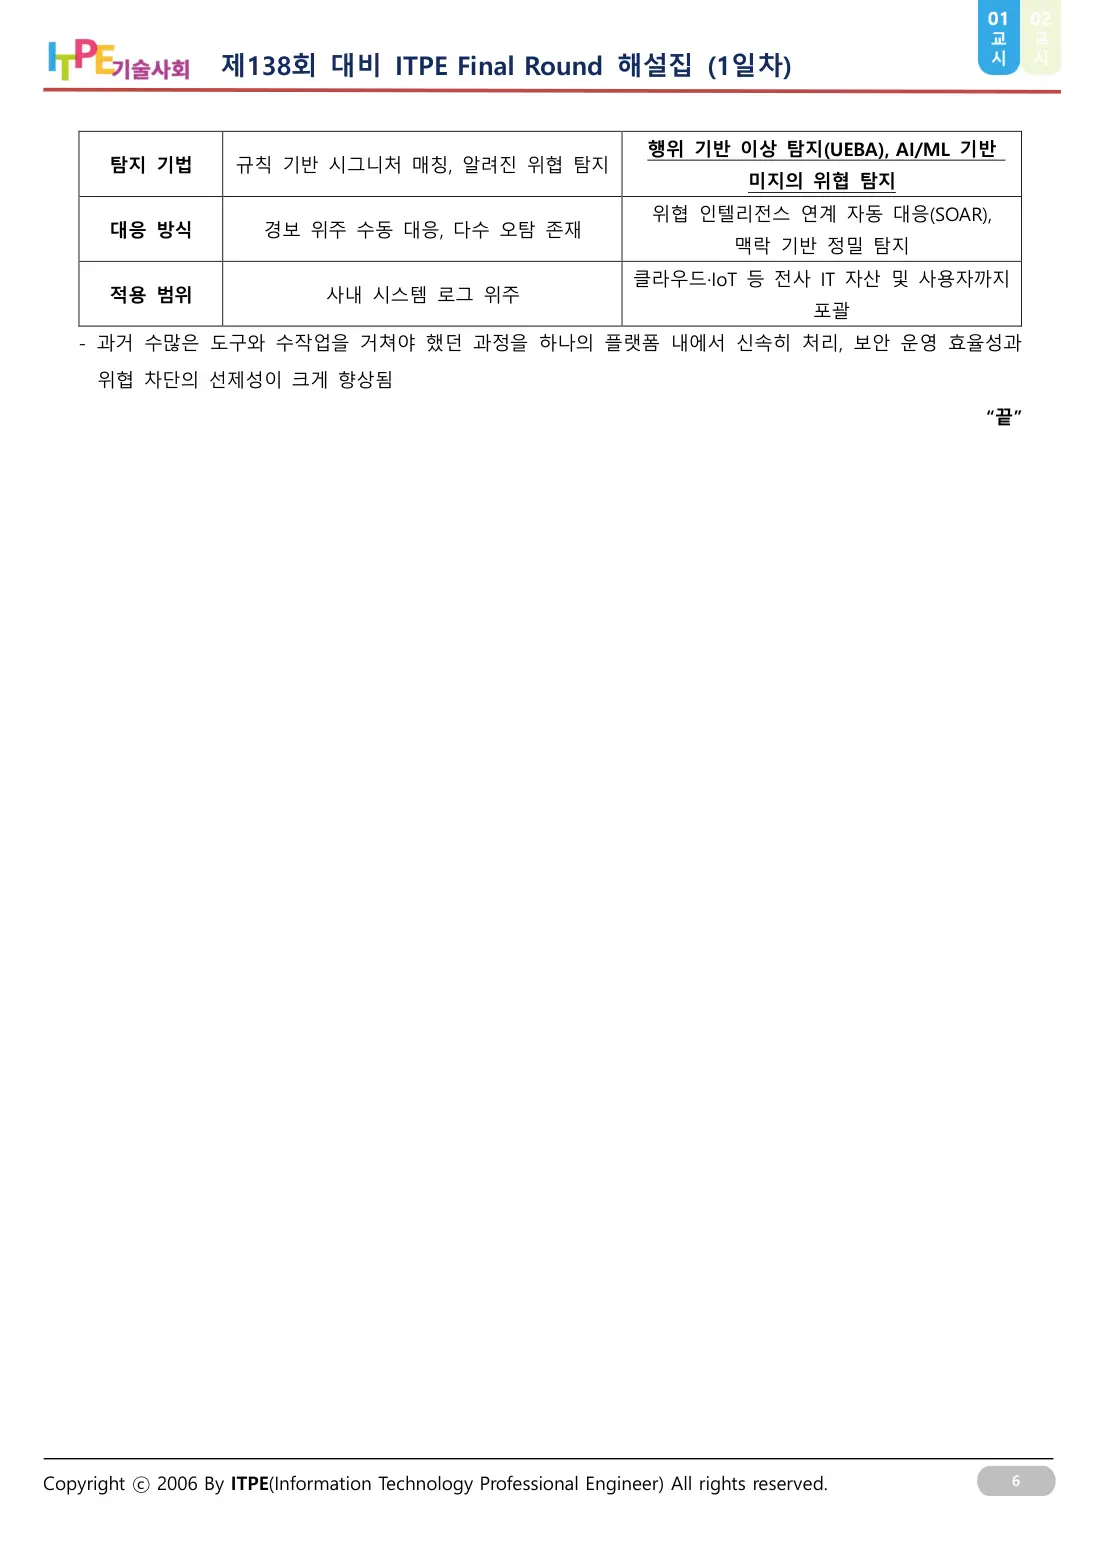 ITPE기술사회 제138회 대비 ITPE Final Round 해설집 (1일차)
01
교
시
02
교
시
탐지 기법
규칙 기반 시그니처 매칭, 알려진 위협 탐지
행위 기반 이상 탐지(UEBA), AI/ML 기반
미지의 위협 탐지
대응 방식
경보 위주 수동 대응, 다수 오탐 존재
위협 인텔리전스 연계 자동 대응(SOAR),
맥락 기반 정밀 탐지
적용 범위
사내 시스템 로그 위주
클라우드·IoT 등 전사 IT 자산 및 사용자까지
포괄
- 과거 수많은 도구와 수작업을 거쳐야 했던 과정을 하나의 플랫폼 내에서 신속히 처리, 보안 운영 효율성과
위협 차단의 선제성이 크게 향상됨
“끝”
Copyright ⓒ 2006 By ITPE(Information Technology Professional Engineer) All rights reserved.
6